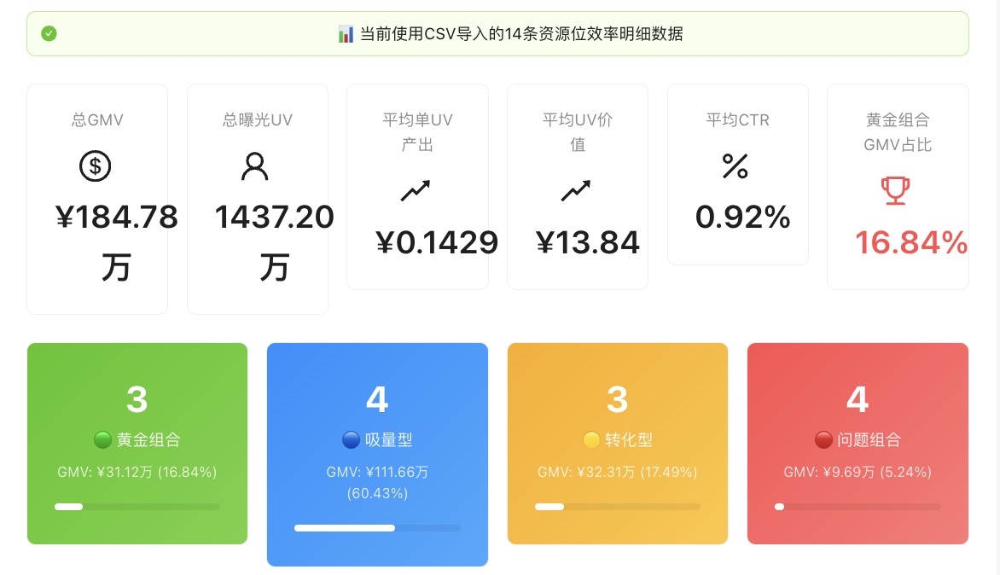 📊 当前使用CSV导入的14条资源位效率明细数据
总GMV
¥184.78
万
总曝光UV
1437.20
万
平均单UV
产出
¥0.1429
平均UV价
值
¥13.84
平均CTR
0.92%
黄金组合
GMV占比
16.84%
3
🟢 黄金组合
GMV: ¥31.12万 (16.84%)
4
🔵 吸量型
GMV: ¥111.66万
(60.43%)
3
🟡 转化型
GMV: ¥32.31万 (17.49%)
4
🔴 问题组合
GMV: ¥9.69万 (5.24%)